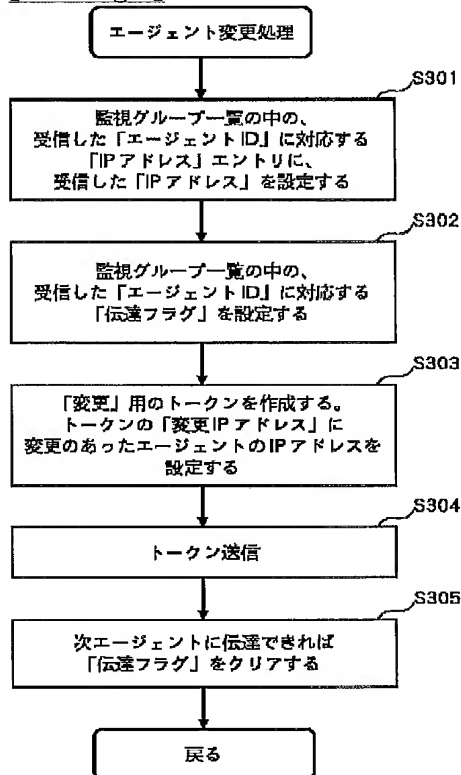 エージェント変更処理
S301
監視グループ一覧の中の、
受信した「エージェントID」に対応する
「IPアドレス」エントリに、
受信した「IPアドレス」を設定する
S302
監視グループ一覧の中の、
受信した「エージェントID」に対応する
「伝達フラグ」を設定する
S303
「変更」用のトークンを作成する。
トークンの「変更IPアドレス」に
変更のあったエージェントのIPアドレスを
設定する
S304
トークン送信
S305
次エージェントに伝達できれば
「伝達フラグ」をクリアする
戻る